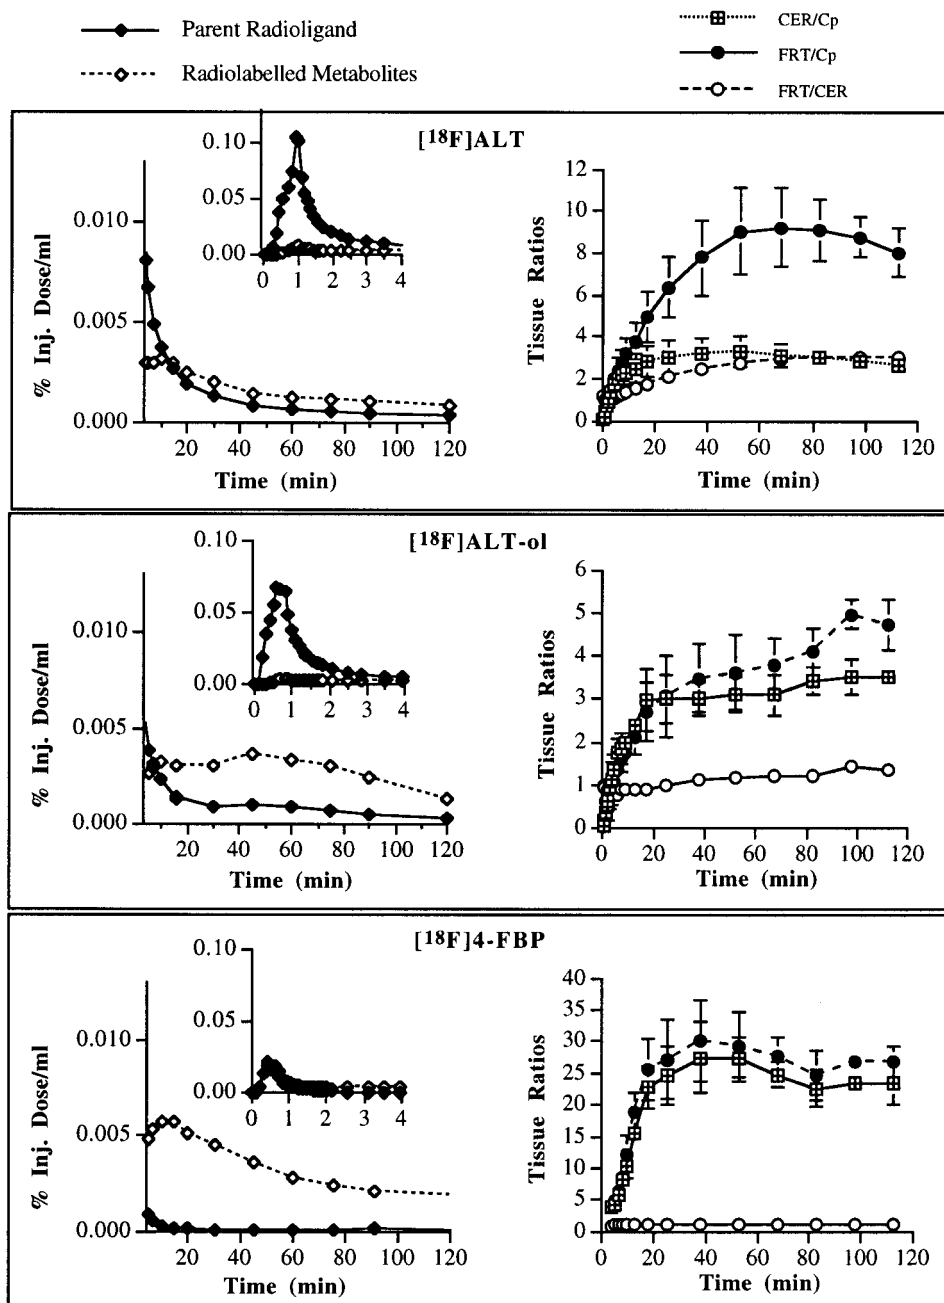 Parent Radioligand
Radiolabelled Metabolites
CER/Cp
FRT/Cp
FRT/CER
[18F]ALT
% Inj. Dose/ml
0.010
0.005
0.000
0.10
0.05
0.00
0 1 2 3 4
20 40 60 80 100 120
Time (min)
Tissue Ratios
12
10
8
6
4
2
0
0 20 40 60 80 100 120
Time (min)
[18F]ALT-ol
% Inj. Dose/ml
0.010
0.005
0.000
0.10
0.05
0.00
0 1 2 3 4
20 40 60 80 100 120
Time (min)
Tissue Ratios
6
5
4
3
2
1
0
0 20 40 60 80 100 120
Time (min)
[18F]4-FBP
% Inj. Dose/ml
0.010
0.005
0.000
0.10
0.05
0.00
0 1 2 3 4
20 40 60 80 100 120
Time (min)
Tissue Ratios
40
35
30
25
20
15
10
5
0
0 20 40 60 80 100 120
Time (min)